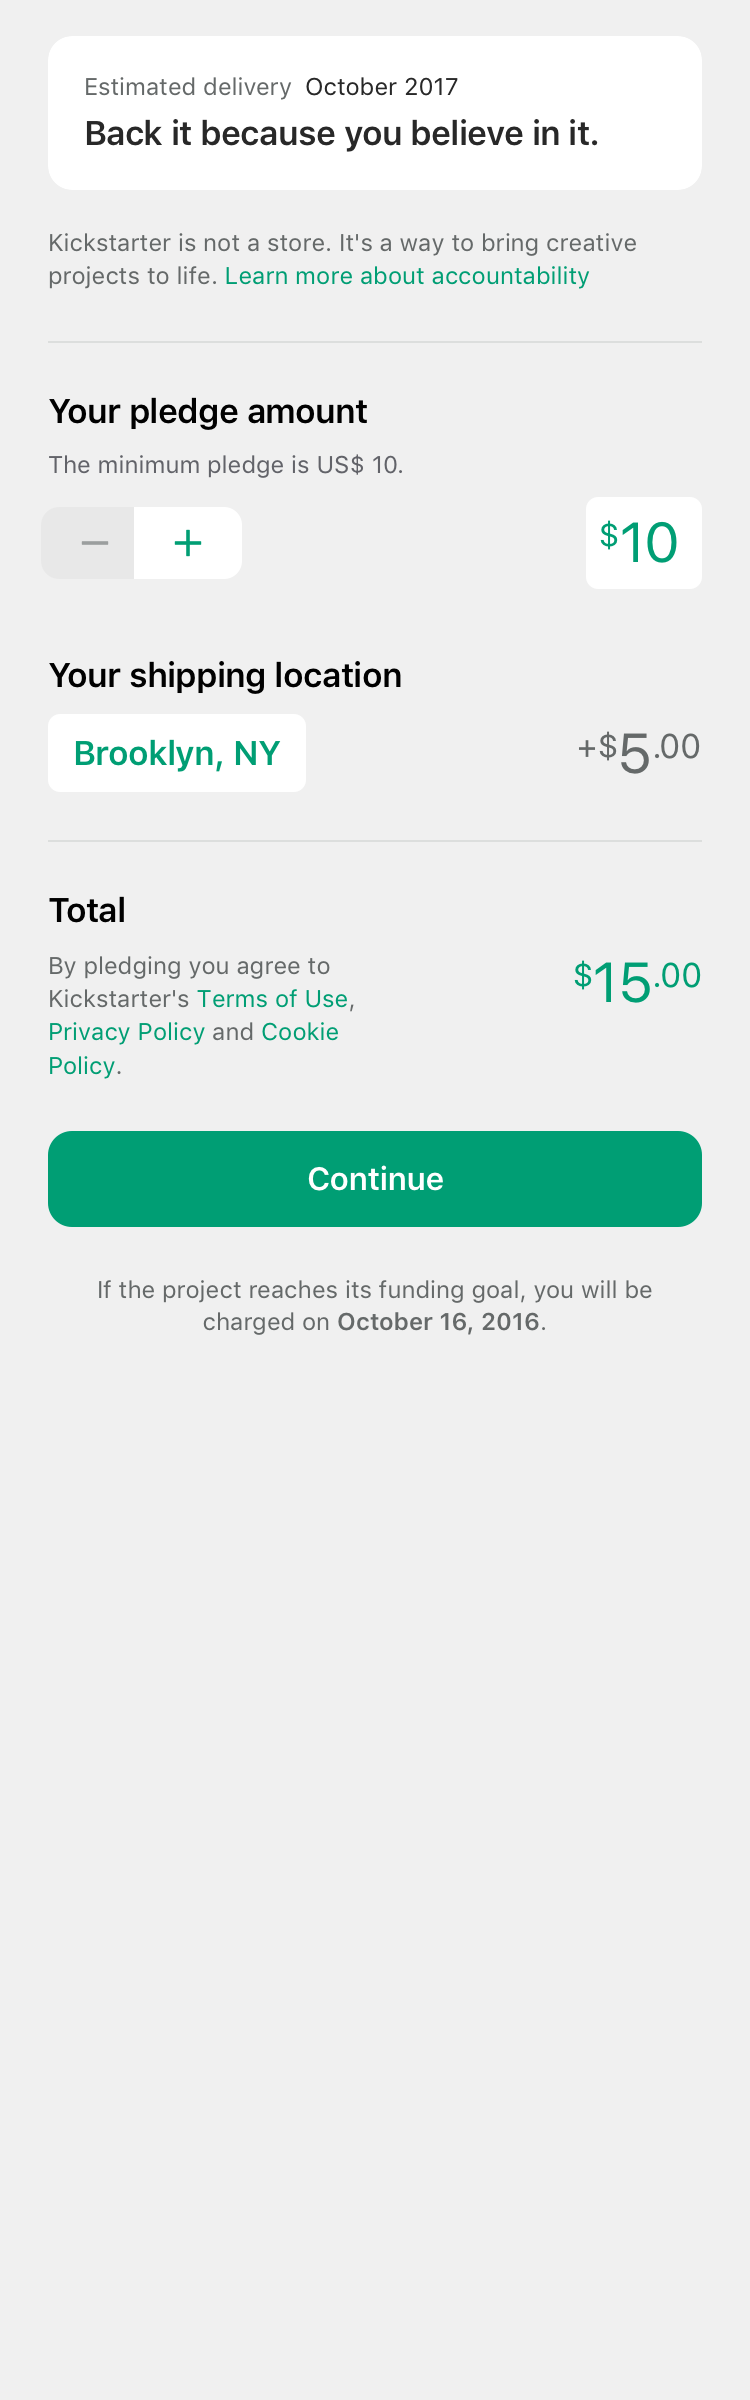 Estimated delivery October 2017
Back it because you believe in it.
Kickstarter is not a store. It's a way to bring creative
projects to life. Learn more about accountability
Your pledge amount
The minimum pledge is US$ 10.
− + $10
Your shipping location
Brooklyn, NY +$5.00
Total
By pledging you agree to
Kickstarter's Terms of Use,
Privacy Policy and Cookie
Policy.
$15.00
Continue
If the project reaches its funding goal, you will be
charged on October 16, 2016.